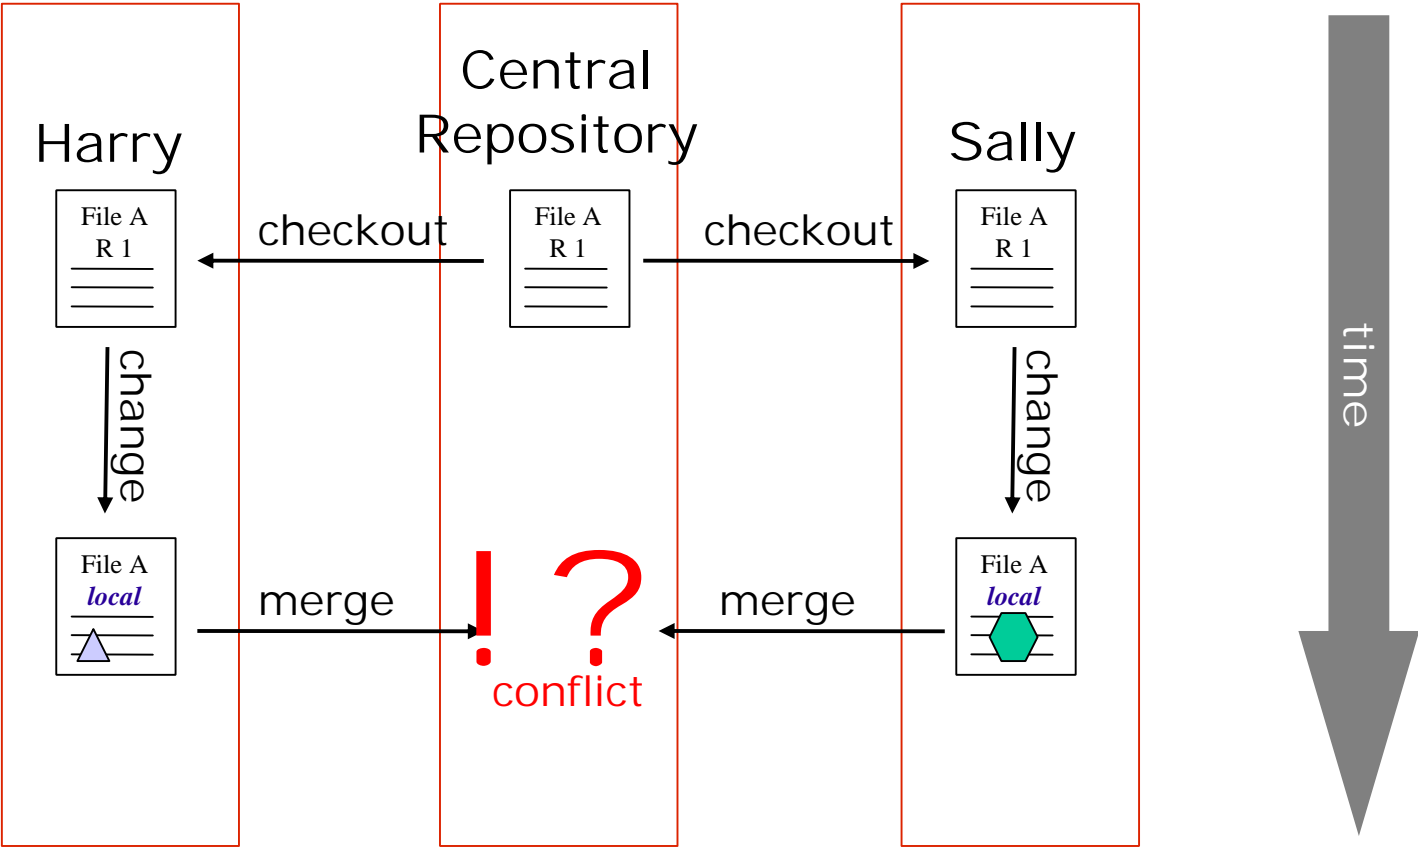 Harry
Central
Repository
Sally
File A
R 1
checkout
File A
R 1
checkout
File A
R 1
change
change
time
File A
local
merge
! ?
conflict
merge
File A
local